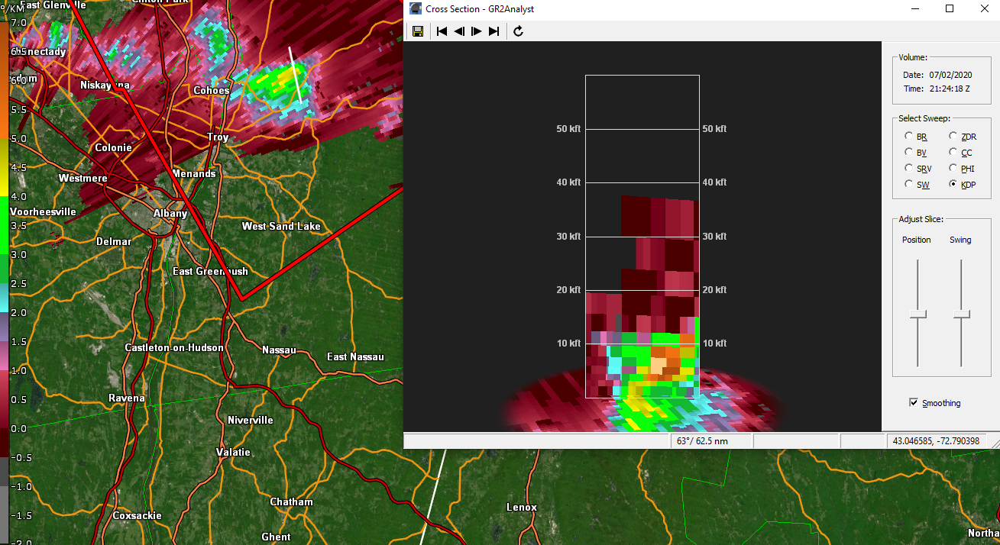 °/KM
East Glenville
Clifton Park
Cross Section - GR2Analyst
7.0
6.5
6.0
5.5
5.0
4.5
4.0
3.5
3.0
2.5
2.0
1.5
1.0
0.5
0.0
-0.5
-1.0
-1.5
-2.0
Niskayuna
Cohoes
Troy
Colonie
Menands
Westmere
Voorheesville
Albany
West Sand Lake
Delmar
East Greenbush
Castleton-on-Hudson
Nassau
East Nassau
Ravena
Niverville
Valatie
Chatham
Coxsackie
Ghent
Lenox
50 kft
50 kft
40 kft
40 kft
30 kft
30 kft
20 kft
20 kft
10 kft
10 kft
Volume:
Date: 07/02/2020
Time: 21:24:18 Z
Select Sweep:
BR ZDR
BV CC
SRV PHI
SW KDP
Adjust Slice:
Position Swing
Smoothing
63°/ 62.5 nm
43.046585, -72.790398
Northa